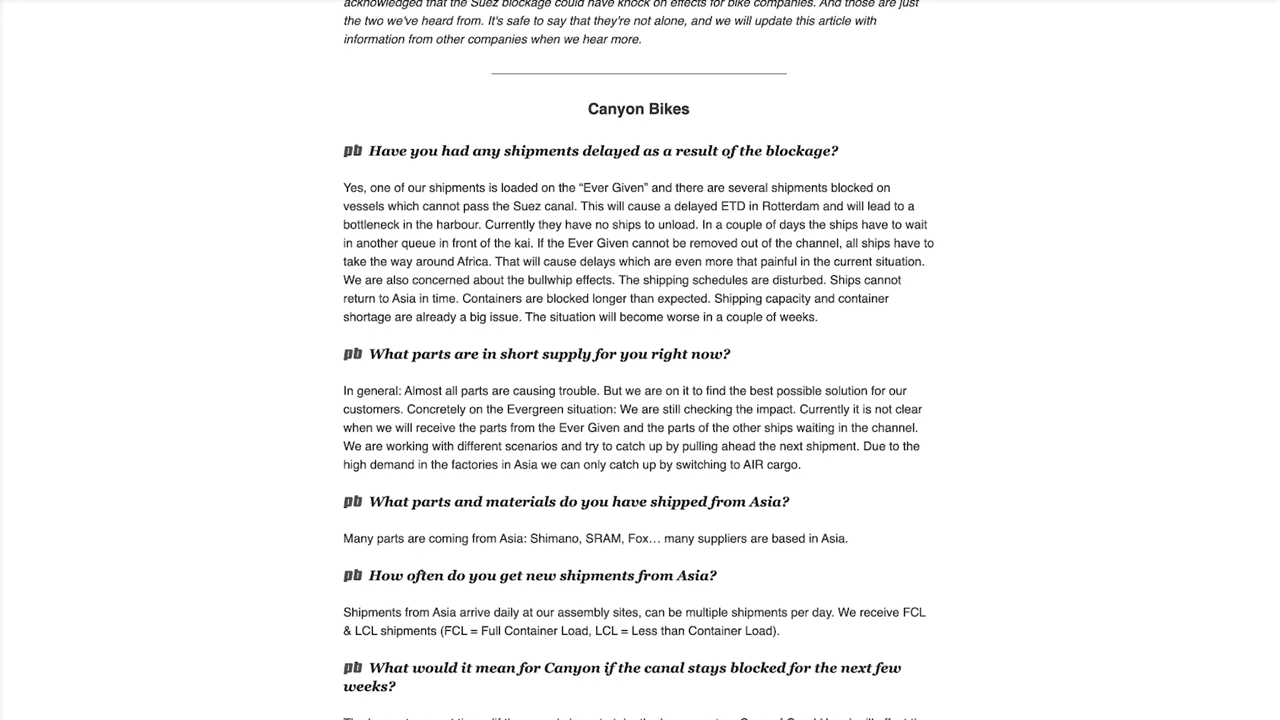 acknowledged that the Suez blockage could have knock on effects for bike companies. And those are just
the two we've heard from. It's safe to say that they're not alone, and we will update this article with
information from other companies when we hear more.
Canyon Bikes
pb Have you had any shipments delayed as a result of the blockage?
Yes, one of our shipments is loaded on the “Ever Given” and there are several shipments blocked on
vessels which cannot pass the Suez canal. This will cause a delayed ETD in Rotterdam and will lead to a
bottleneck in the harbour. Currently they have no ships to unload. In a couple of days the ships have to wait
in another queue in front of the kai. If the Ever Given cannot be removed out of the channel, all ships have to
take the way around Africa. That will cause delays which are even more that painful in the current situation.
We are also concerned about the bullwhip effects. The shipping schedules are disturbed. Ships cannot
return to Asia in time. Containers are blocked longer than expected. Shipping capacity and container
shortage are already a big issue. The situation will become worse in a couple of weeks.
pb What parts are in short supply for you right now?
In general: Almost all parts are causing trouble. But we are on it to find the best possible solution for our
customers. Concretely on the Evergreen situation: We are still checking the impact. Currently it is not clear
when we will receive the parts from the Ever Given and the parts of the other ships waiting in the channel.
We are working with different scenarios and try to catch up by pulling ahead the next shipment. Due to the
high demand in the factories in Asia we can only catch up by switching to AIR cargo.
pb What parts and materials do you have shipped from Asia?
Many parts are coming from Asia: Shimano, SRAM, Fox… many suppliers are based in Asia.
pb How often do you get new shipments from Asia?
Shipments from Asia arrive daily at our assembly sites, can be multiple shipments per day. We receive FCL
& LCL shipments (FCL = Full Container Load, LCL = Less than Container Load).
pb What would it mean for Canyon if the canal stays blocked for the next few
weeks?